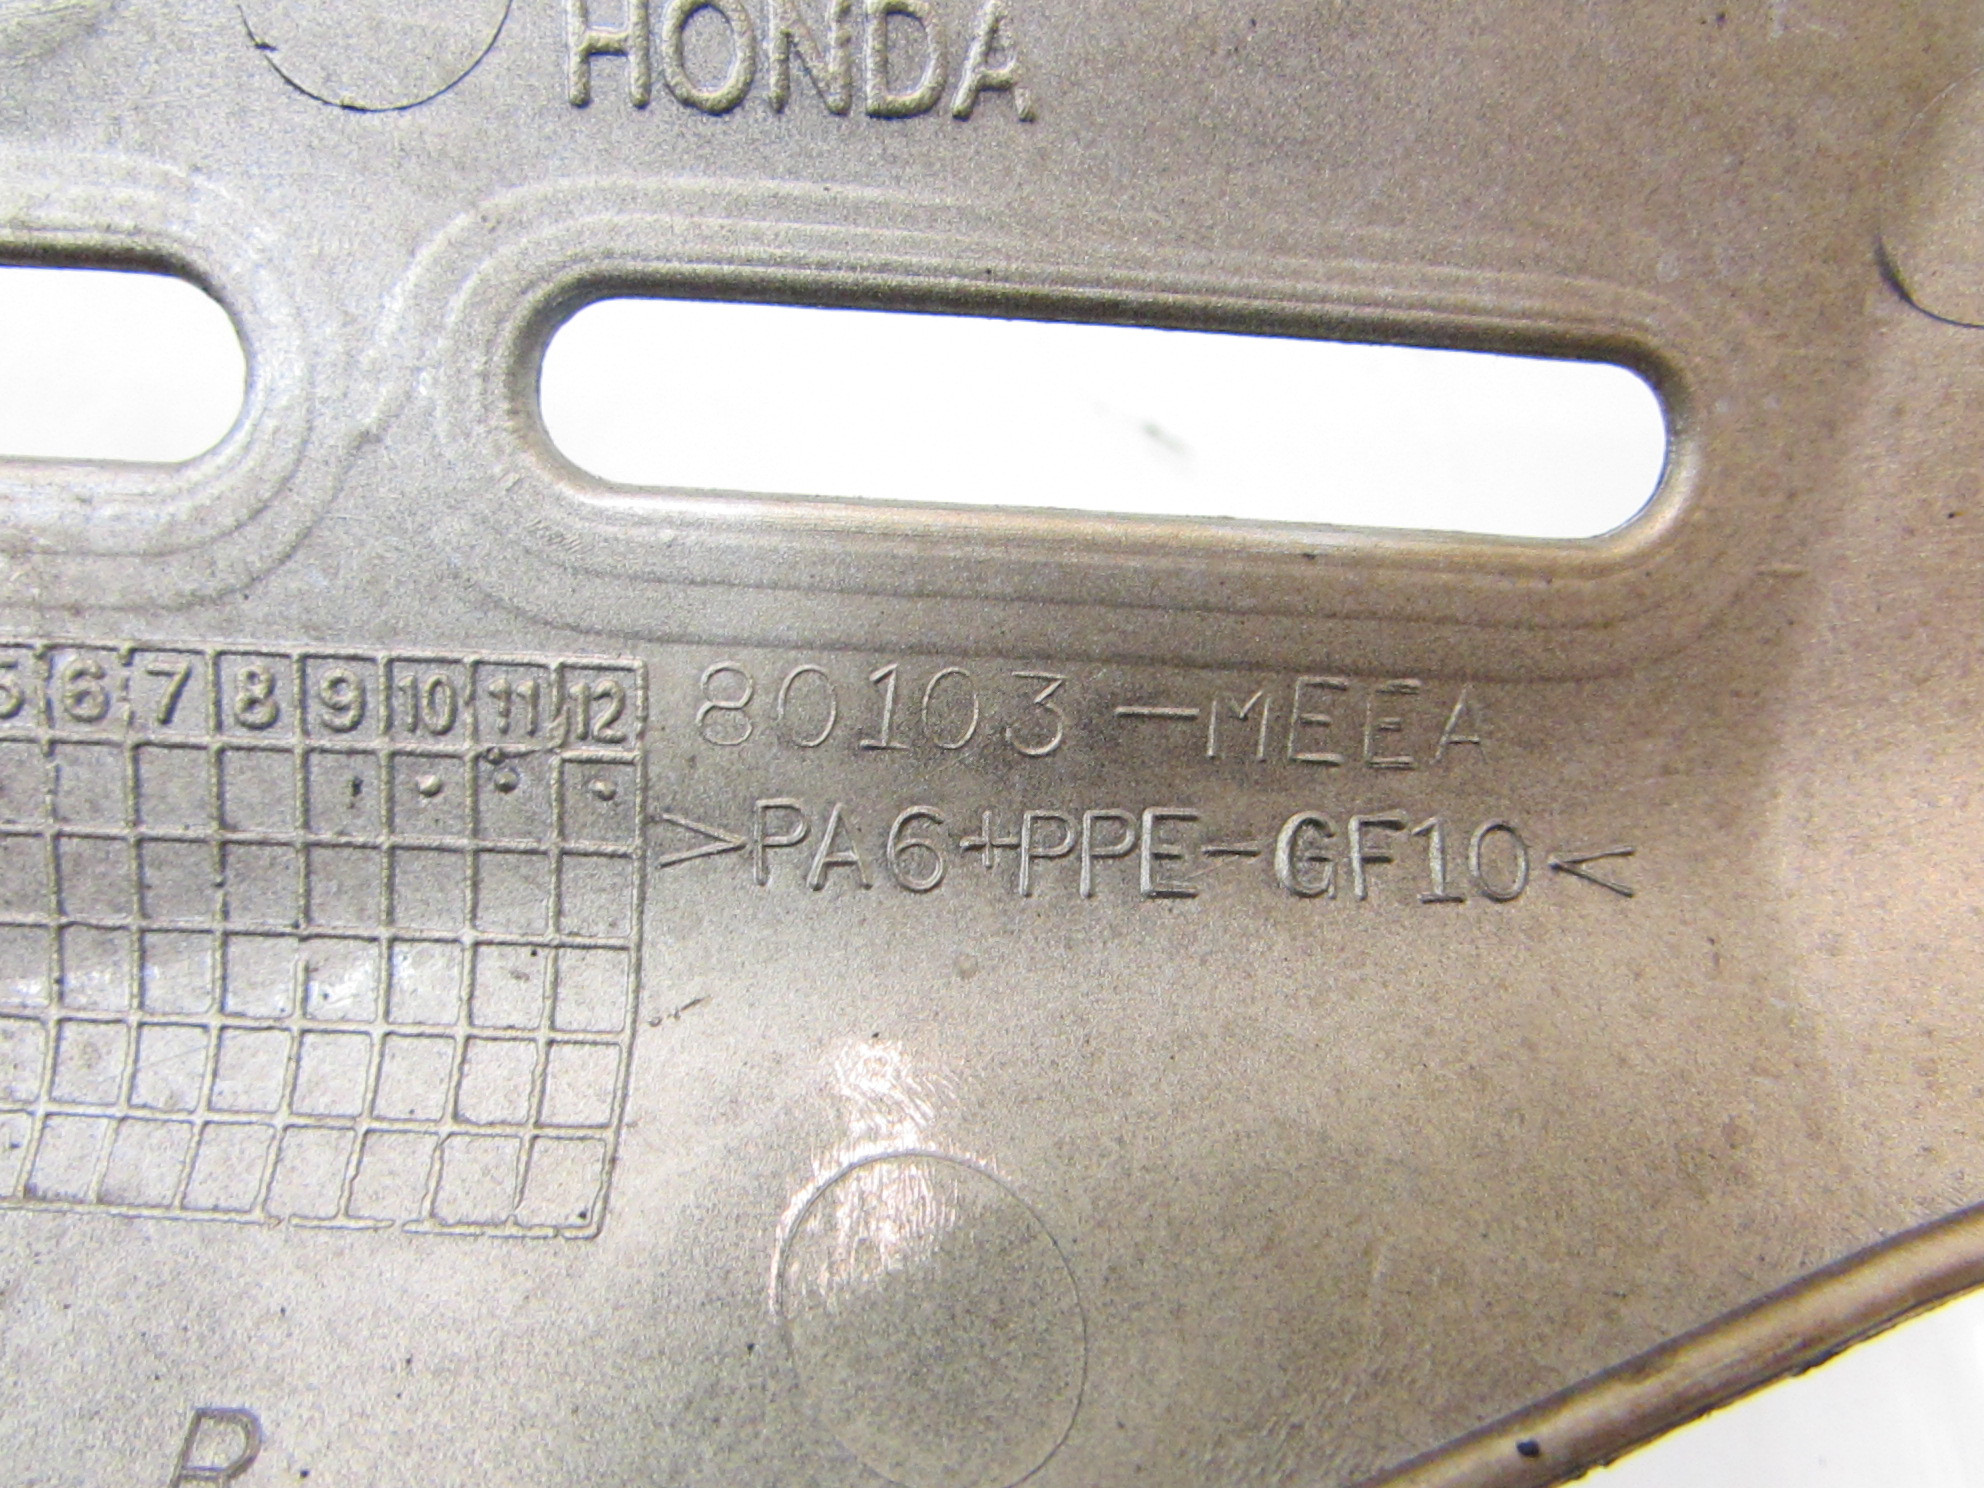 HONDA
5 6 7 8 9 10 11 12
80103-MEEA
>PA6+PPE-GF10<
R